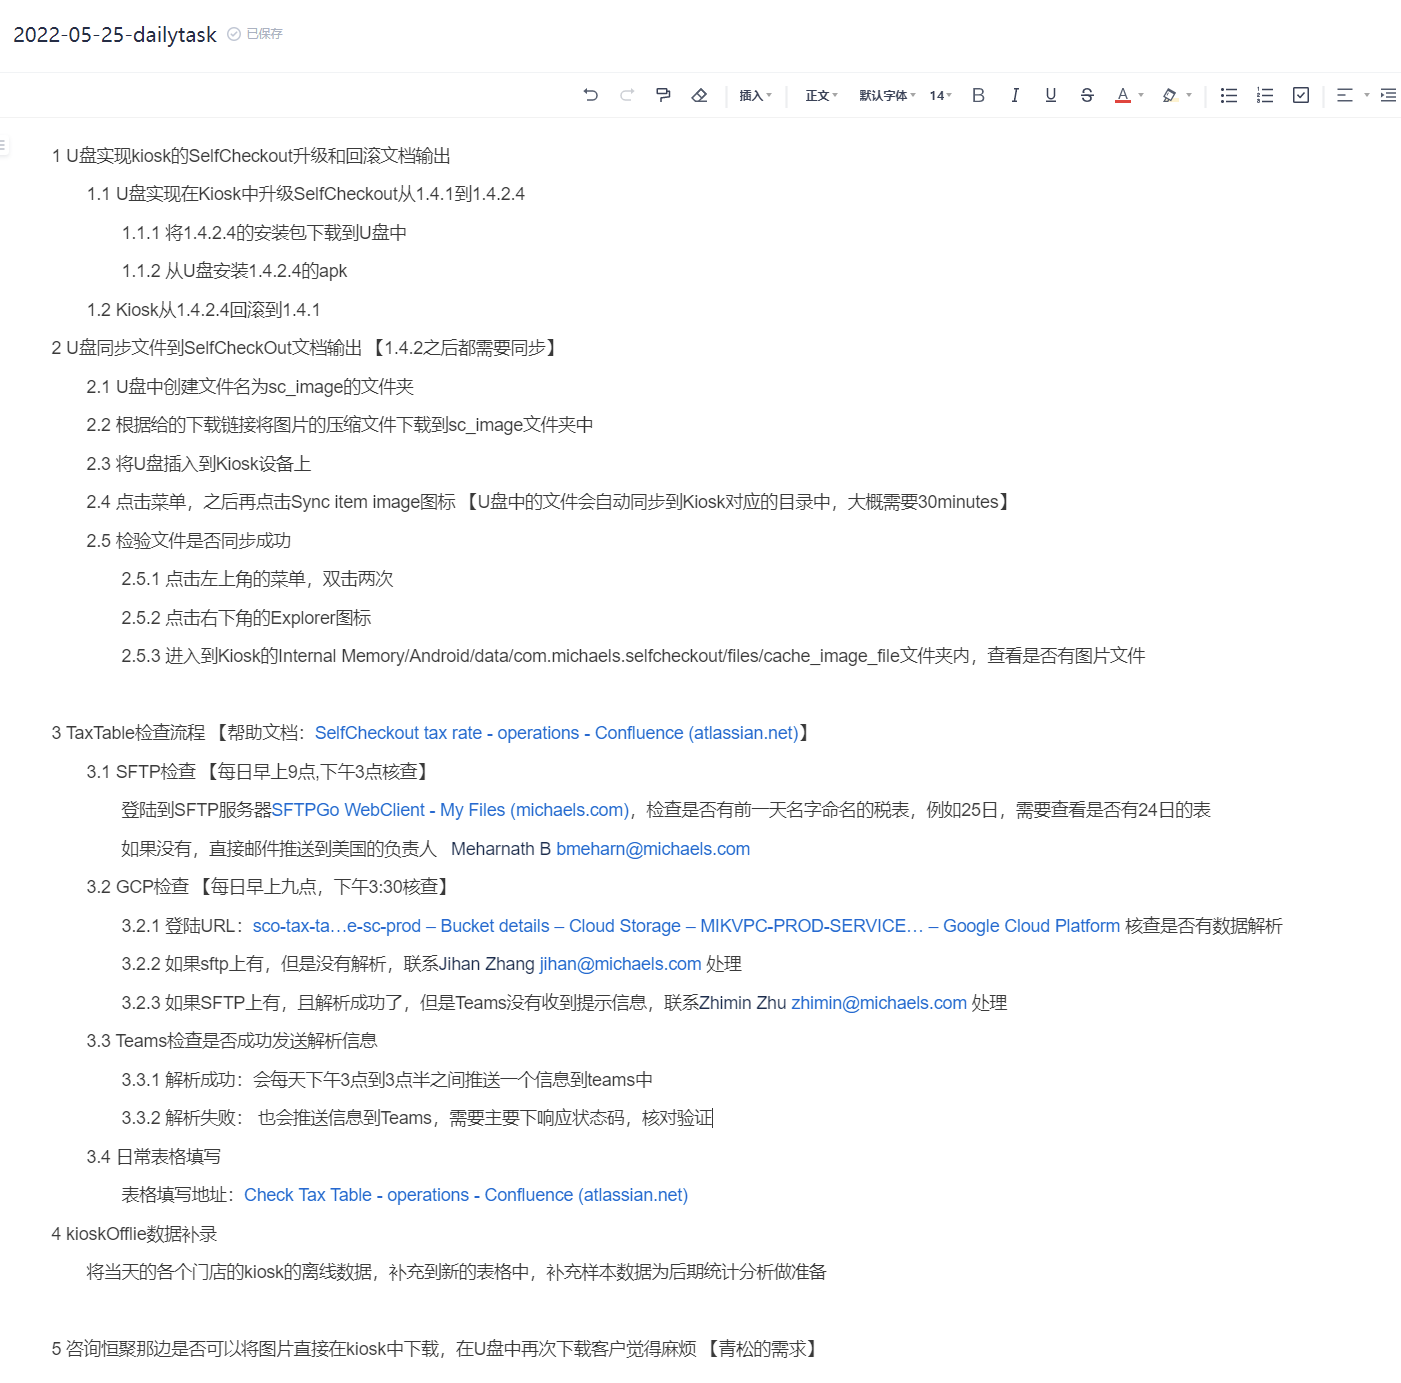 2022-05-25-dailytask 已保存
插入 正文 默认字体 14 B I U S A
1 U盘实现kiosk的SelfCheckout升级和回滚文档输出
1.1 U盘实现在Kiosk中升级SelfCheckout从1.4.1到1.4.2.4
1.1.1 将1.4.2.4的安装包下载到U盘中
1.1.2 从U盘安装1.4.2.4的apk
1.2 Kiosk从1.4.2.4回滚到1.4.1
2 U盘同步文件到SelfCheckOut文档输出 【1.4.2之后都需要同步】
2.1 U盘中创建文件名为sc_image的文件夹
2.2 根据给的下载链接将图片的压缩文件下载到sc_image文件夹中
2.3 将U盘插入到Kiosk设备上
2.4 点击菜单，之后再点击Sync item image图标 【U盘中的文件会自动同步到Kiosk对应的目录中，大概需要30minutes】
2.5 检验文件是否同步成功
2.5.1 点击左上角的菜单，双击两次
2.5.2 点击右下角的Explorer图标
2.5.3 进入到Kiosk的Internal Memory/Android/data/com.michaels.selfcheckout/files/cache_image_file文件夹内，查看是否有图片文件
3 TaxTable检查流程 【帮助文档：SelfCheckout tax rate - operations - Confluence (atlassian.net)】
3.1 SFTP检查 【每日早上9点,下午3点核查】
登陆到SFTP服务器SFTPGo WebClient - My Files (michaels.com)，检查是否有前一天名字命名的税表，例如25日，需要查看是否有24日的表
如果没有，直接邮件推送到美国的负责人 Meharnath B bmeharn@michaels.com
3.2 GCP检查 【每日早上九点，下午3:30核查】
3.2.1 登陆URL：sco-tax-ta…e-sc-prod – Bucket details – Cloud Storage – MIKVPC-PROD-SERVICE… – Google Cloud Platform 核查是否有数据解析
3.2.2 如果sftp上有，但是没有解析，联系Jihan Zhang jihan@michaels.com 处理
3.2.3 如果SFTP上有，且解析成功了，但是Teams没有收到提示信息，联系Zhimin Zhu zhimin@michaels.com 处理
3.3 Teams检查是否成功发送解析信息
3.3.1 解析成功：会每天下午3点到3点半之间推送一个信息到teams中
3.3.2 解析失败： 也会推送信息到Teams，需要主要下响应状态码，核对验证
3.4 日常表格填写
表格填写地址：Check Tax Table - operations - Confluence (atlassian.net)
4 kioskOfflie数据补录
将当天的各个门店的kiosk的离线数据，补充到新的表格中，补充样本数据为后期统计分析做准备
5 咨询恒聚那边是否可以将图片直接在kiosk中下载，在U盘中再次下载客户觉得麻烦 【青松的需求】